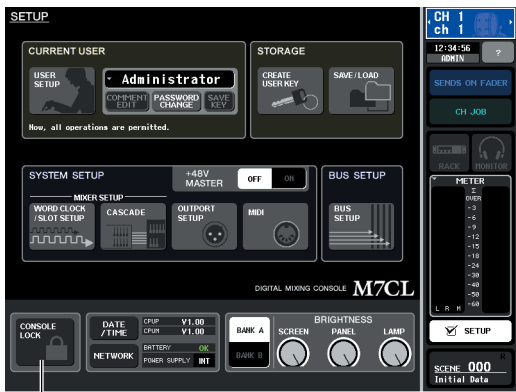 SETUP
CURRENT USER
USER SETUP
Administrator
COMMENT EDIT
PASSWORD CHANGE
SAVE KEY
Now, all operations are permitted.
STORAGE
CREATE USER KEY
SAVE/LOAD
SYSTEM SETUP
+48V MASTER
OFF
ON
MIXER SETUP
WORD CLOCK /SLOT SETUP
CASCADE
OUTPORT SETUP
MIDI
BUS SETUP
BUS SETUP
DIGITAL MIXING CONSOLE M7CL
CONSOLE LOCK
DATE /TIME
CPUP V1.00
CPUM V1.00
NETWORK
BATTERY OK
POWER SUPPLY INT
BANK A
BANK B
BRIGHTNESS
SCREEN
PANEL
LAMP
CH 1
ch 1
12:34:56
ADMIN
?
SENDS ON FADER
CH JOB
RACK
MONITOR
METER
Σ
OVER
-3
-6
-9
-12
-15
-18
-24
-30
-40
-50
-60
L R M
SETUP
R
SCENE 000
Initial Data